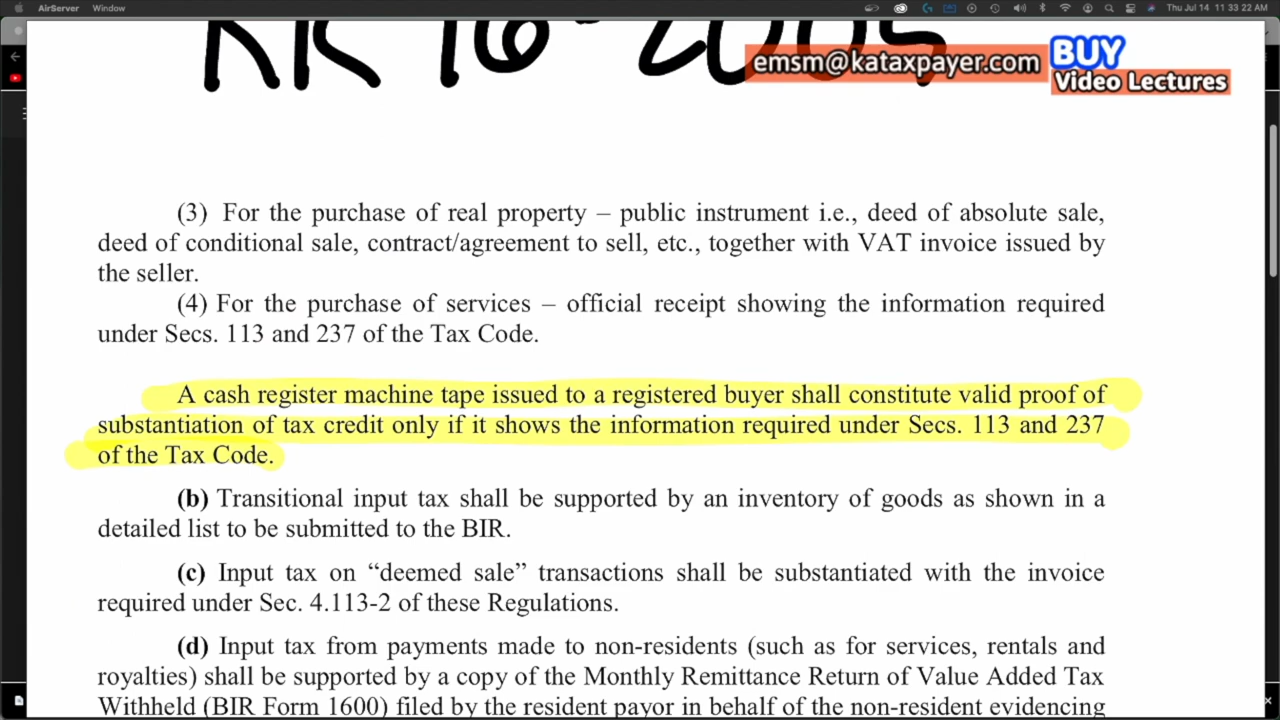 AirServer Window Thu Jul 14 11 33 22 AM
RR 16-2005
emsm@kataxpayer.com BUY
Video Lectures
(3) For the purchase of real property – public instrument i.e., deed of absolute sale,
deed of conditional sale, contract/agreement to sell, etc., together with VAT invoice issued by
the seller.
(4) For the purchase of services – official receipt showing the information required
under Secs. 113 and 237 of the Tax Code.
A cash register machine tape issued to a registered buyer shall constitute valid proof of
substantiation of tax credit only if it shows the information required under Secs. 113 and 237
of the Tax Code.
(b) Transitional input tax shall be supported by an inventory of goods as shown in a
detailed list to be submitted to the BIR.
(c) Input tax on “deemed sale” transactions shall be substantiated with the invoice
required under Sec. 4.113-2 of these Regulations.
(d) Input tax from payments made to non-residents (such as for services, rentals and
royalties) shall be supported by a copy of the Monthly Remittance Return of Value Added Tax
Withheld (BIR Form 1600) filed by the resident payor in behalf of the non-resident evidencing